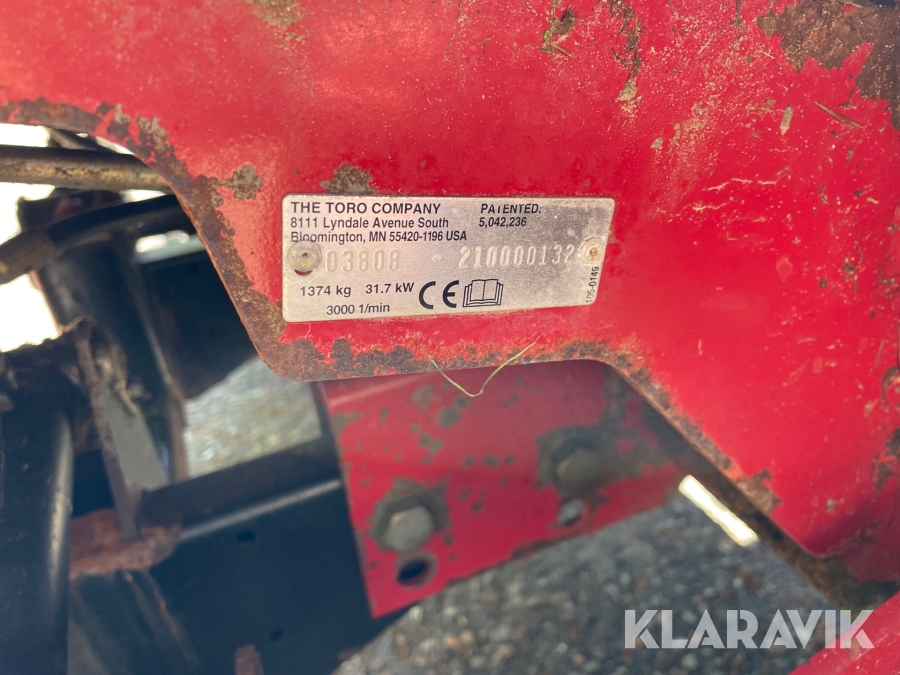 THE TORO COMPANY PATENTED:
8111 Lyndale Avenue South 5,042,236
Bloomington, MN 55420-1196 USA
03808 - 210000132
1374 kg 31.7 kW CE
3000 1/min
105-0149
KLARAVIK